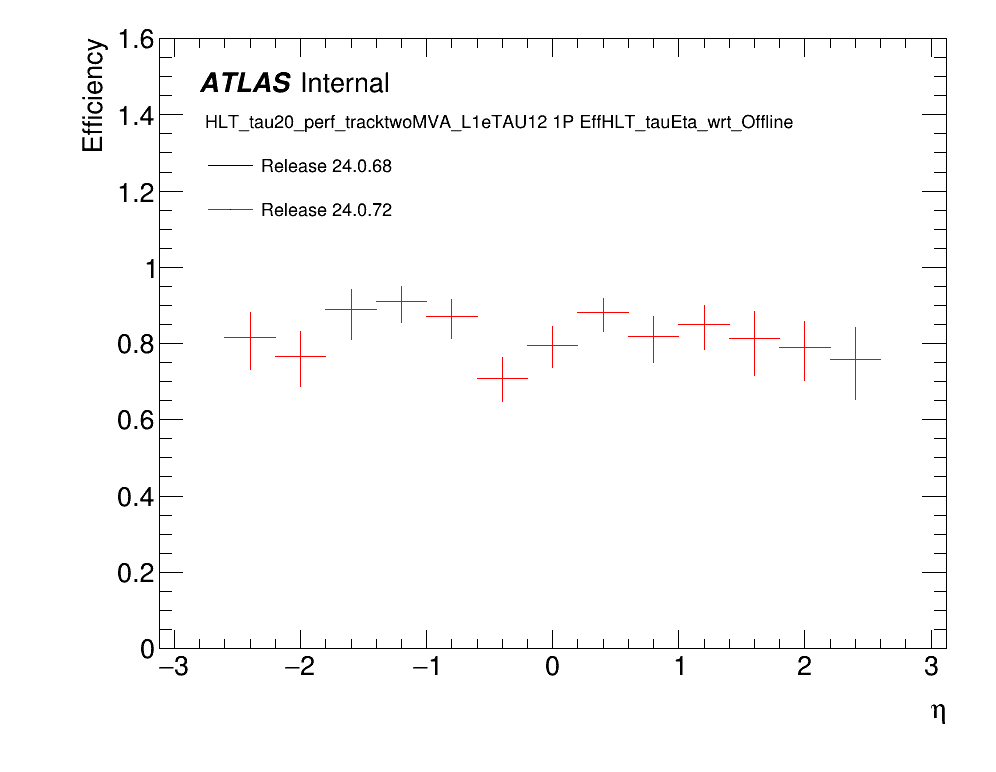 Efficiency
1.6
1.4
1.2
1
0.8
0.6
0.4
0.2
0
ATLAS Internal
HLT_tau20_perf_tracktwoMVA_L1eTAU12 1P EffHLT_tauEta_wrt_Offline
Release 24.0.68
Release 24.0.72
−3 −2 −1 0 1 2 3
η